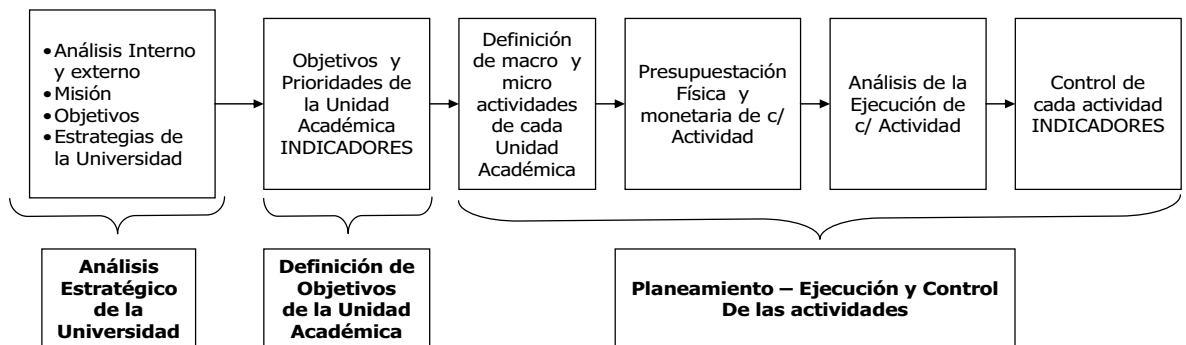 •Análisis Interno
y externo
•Misión
•Objetivos
•Estrategias de
la Universidad
Objetivos y
Prioridades de
la Unidad
Académica
INDICADORES
Definición
de macro y
micro
actividades
de cada
Unidad
Académica
Presupuestación
Física y
monetaria de c/
Actividad
Análisis de la
Ejecución de
c/ Actividad
Control de
cada actividad
INDICADORES
Análisis
Estratégico
de la
Universidad
Definición de
Objetivos
de la Unidad
Académica
Planeamiento – Ejecución y Control
De las actividades